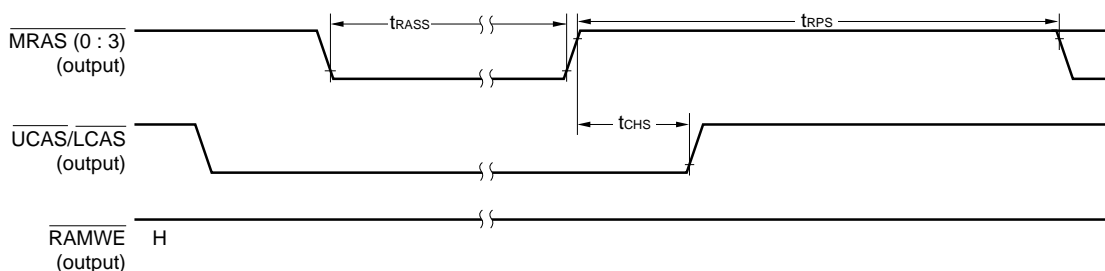 tRASS
tRPS
MRAS (0 : 3)
(output)
tCHS
UCAS/LCAS
(output)
RAMWE H
(output)